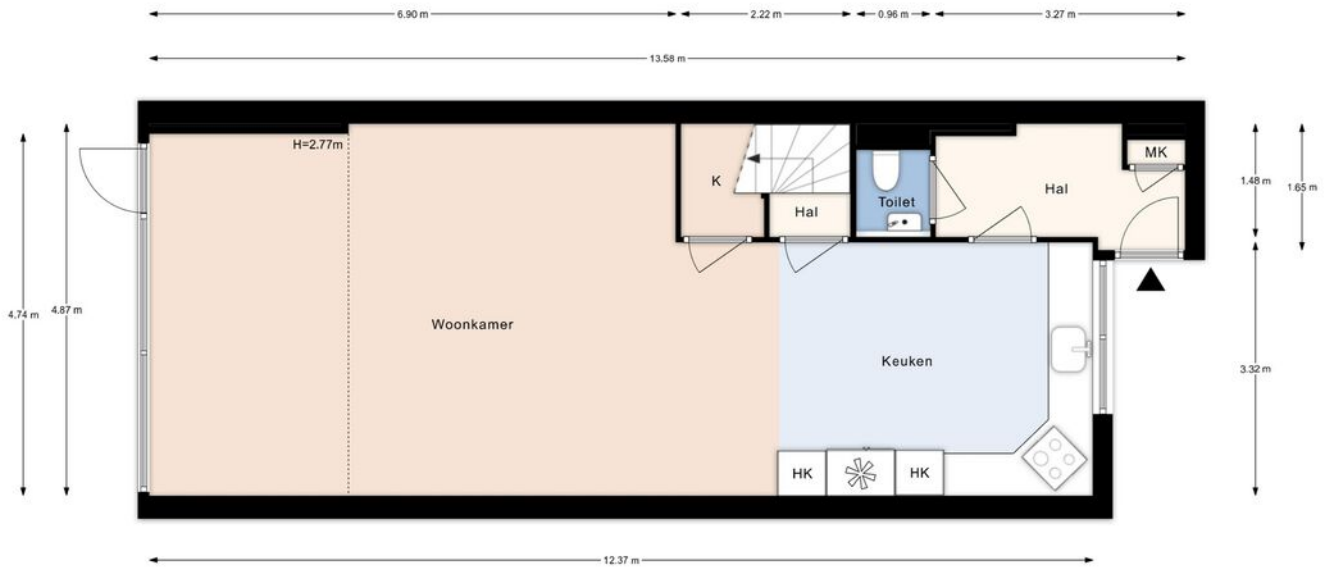 6.90 m
2.22 m
0.96 m
3.27 m
13.58 m
H=2.77m
K
Hal
Toilet
Hal
MK
1.48 m
1.65 m
4.74 m
4.87 m
Woonkamer
Keuken
3.32 m
HK
HK
12.37 m